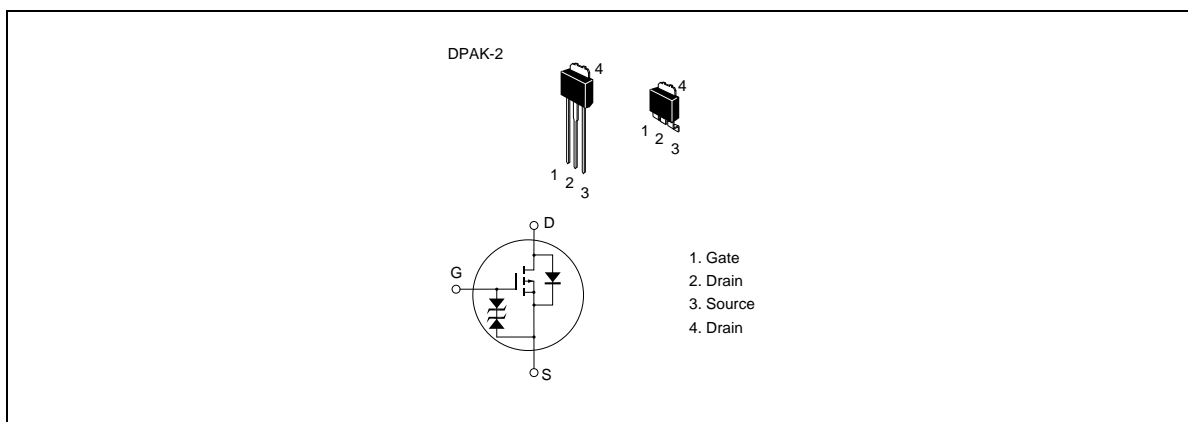 DPAK-2
4
4
1 2 3
1 2 3
D
G
S
1. Gate
2. Drain
3. Source
4. Drain